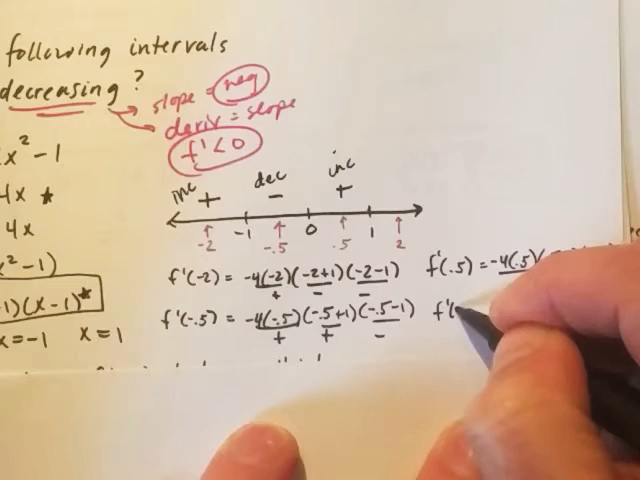 following intervals
decreasing?
slope = neg
deriv = slope
f' < 0
x² - 1
4x *
4x
x² - 1)
-1)(x - 1) *
x = -1 x = 1
inc dec inc
+ - +
-1 0 1
-2 -.5 .5 2
f'(-2) = -4(-2)(-2+1)(-2-1)
+ - -
f'(.5) = -4(.5)(
f'(-.5) = -4(-.5)(-.5+1)(-.5-1)
+ + -
f'(